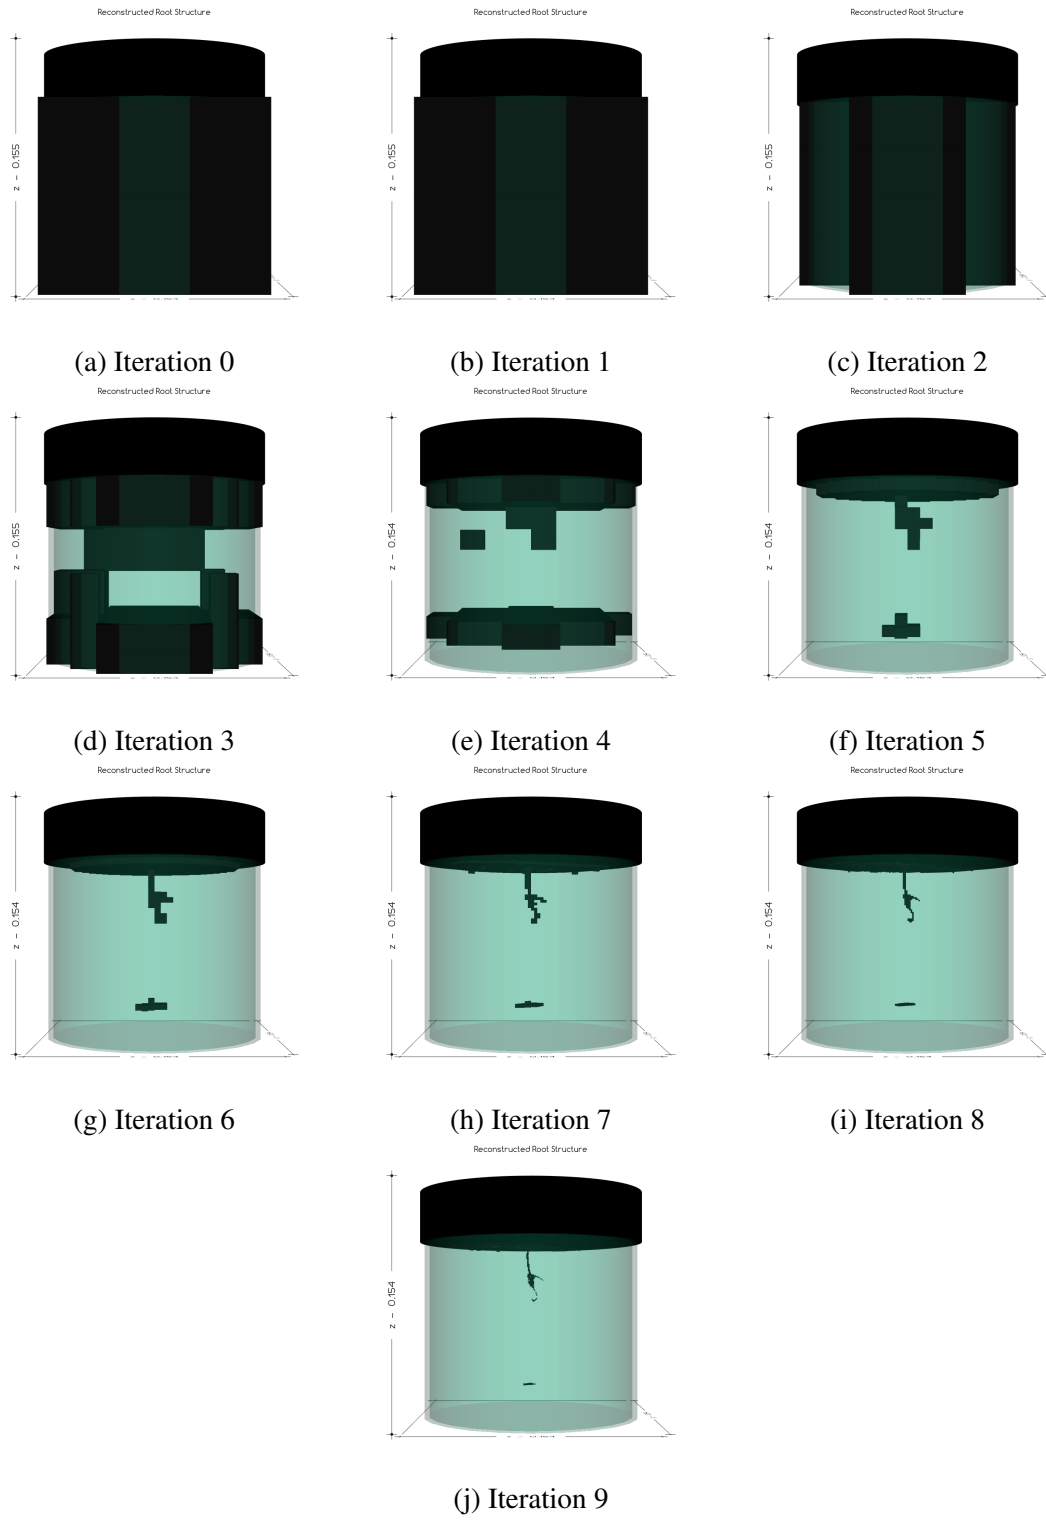 Reconstructed Root Structure
Reconstructed Root Structure
Reconstructed Root Structure
z - 0.155
z - 0.155
z - 0.155
(a) Iteration 0
(b) Iteration 1
(c) Iteration 2
Reconstructed Root Structure
Reconstructed Root Structure
Reconstructed Root Structure
z - 0.155
z - 0.154
z - 0.154
(d) Iteration 3
(e) Iteration 4
(f) Iteration 5
Reconstructed Root Structure
Reconstructed Root Structure
Reconstructed Root Structure
z - 0.154
z - 0.154
z - 0.154
(g) Iteration 6
(h) Iteration 7
(i) Iteration 8
Reconstructed Root Structure
z - 0.154
(j) Iteration 9